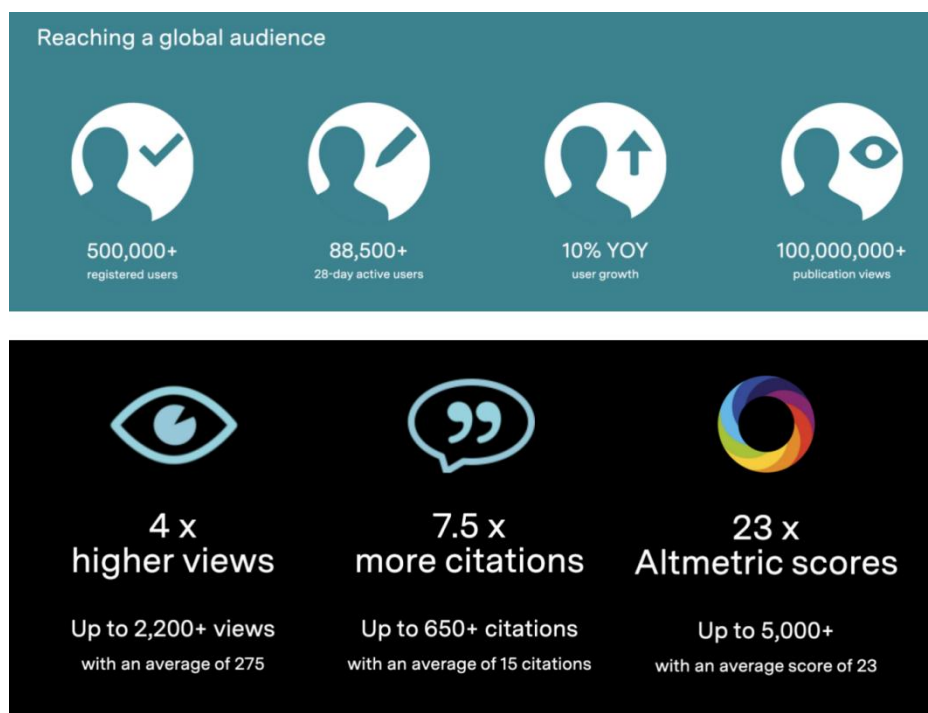 Reaching a global audience
500,000+
registered users
88,500+
28-day active users
10% YOY
user growth
100,000,000+
publication views
4 x
higher views
Up to 2,200+ views
with an average of 275
7.5 x
more citations
Up to 650+ citations
with an average of 15 citations
23 x
Altmetric scores
Up to 5,000+
with an average score of 23